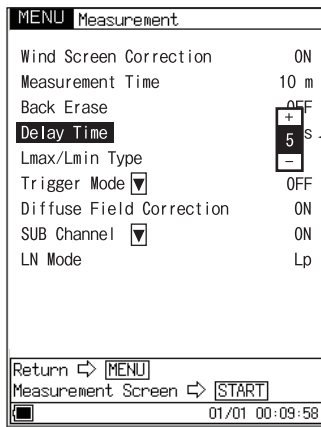 MENU Measurement
Wind Screen Correction ON
Measurement Time 10 m
Back Erase OFF
+
Delay Time 5 s.
Lmax/Lmin Type –
Trigger Mode ▼ OFF
Diffuse Field Correction ON
SUB Channel ▼ ON
LN Mode Lp
Return ⇨ MENU
Measurement Screen ⇨ START
01/01 00:09:58